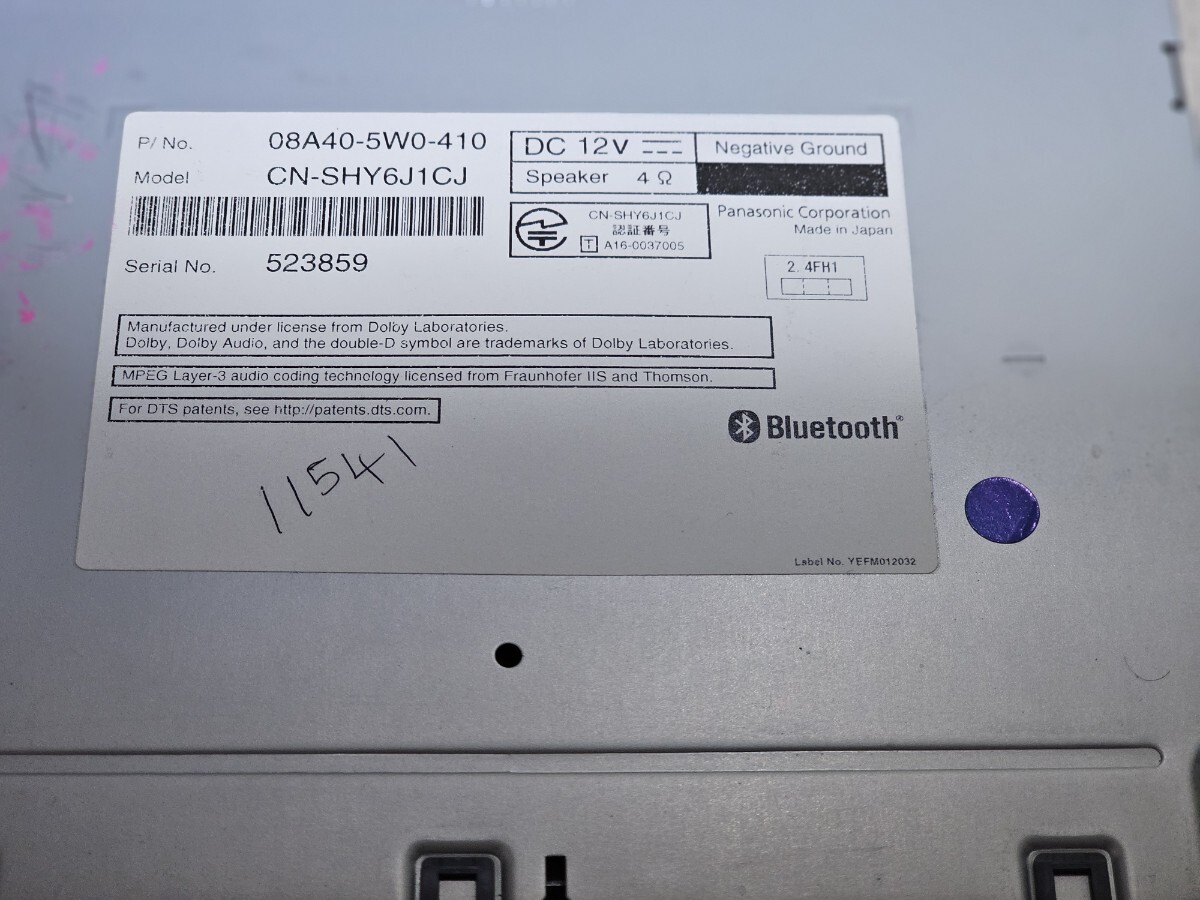 P/No. 08A40-5W0-410
Model CN-SHY6J1CJ
Serial No. 523859
DC 12V Negative Ground
Speaker 4 Ω
CN-SHY6J1CJ
認証番号
T A16-0037005
Panasonic Corporation
Made in Japan
2.4FH1
Manufactured under license from Dolby Laboratories.
Dolby, Dolby Audio, and the double-D symbol are trademarks of Dolby Laboratories.
MPEG Layer-3 audio coding technology licensed from Fraunhofer IIS and Thomson.
For DTS patents, see http://patents.dts.com.
Bluetooth®
11541
Label No. YEFM012032